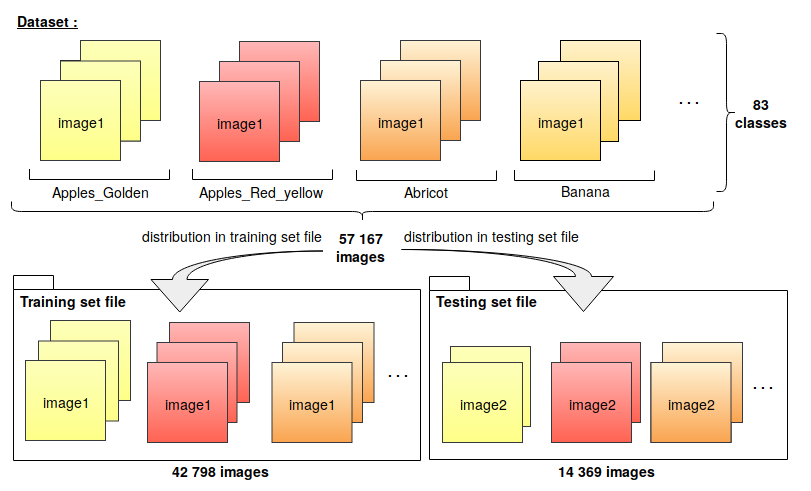 Dataset :
image1
image1
image1
image1
. . .
83
classes
Apples_Golden
Apples_Red_yellow
Abricot
Banana
distribution in training set file
57 167
images
distribution in testing set file
Training set file
image1
image1
image1
. . .
42 798 images
Testing set file
image2
image2
image2
. . .
14 369 images